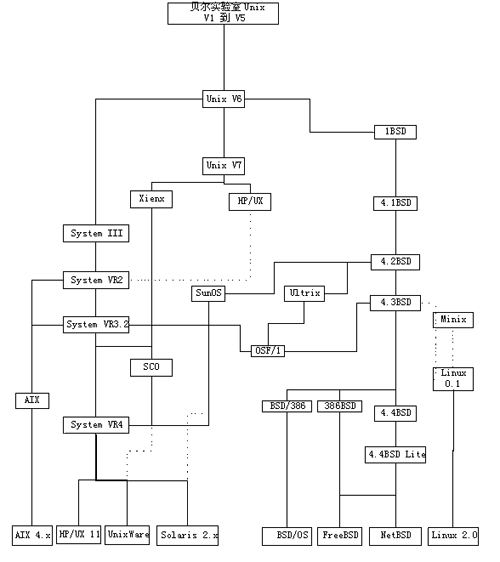 贝尔实验室 Unix
V1 到 V5
Unix V6
1BSD
Unix V7
Xienx
HP/UX
4.1BSD
System III
4.2BSD
System VR2
SunOS
Ultrix
4.3BSD
Minix
System VR3.2
OSF/1
SCO
Linux
0.1
AIX
BSD/386
386BSD
4.4BSD
System VR4
4.4BSD Lite
AIX 4.x
HP/UX 11
UnixWare
Solaris 2.x
BSD/OS
FreeBSD
NetBSD
Linux 2.0